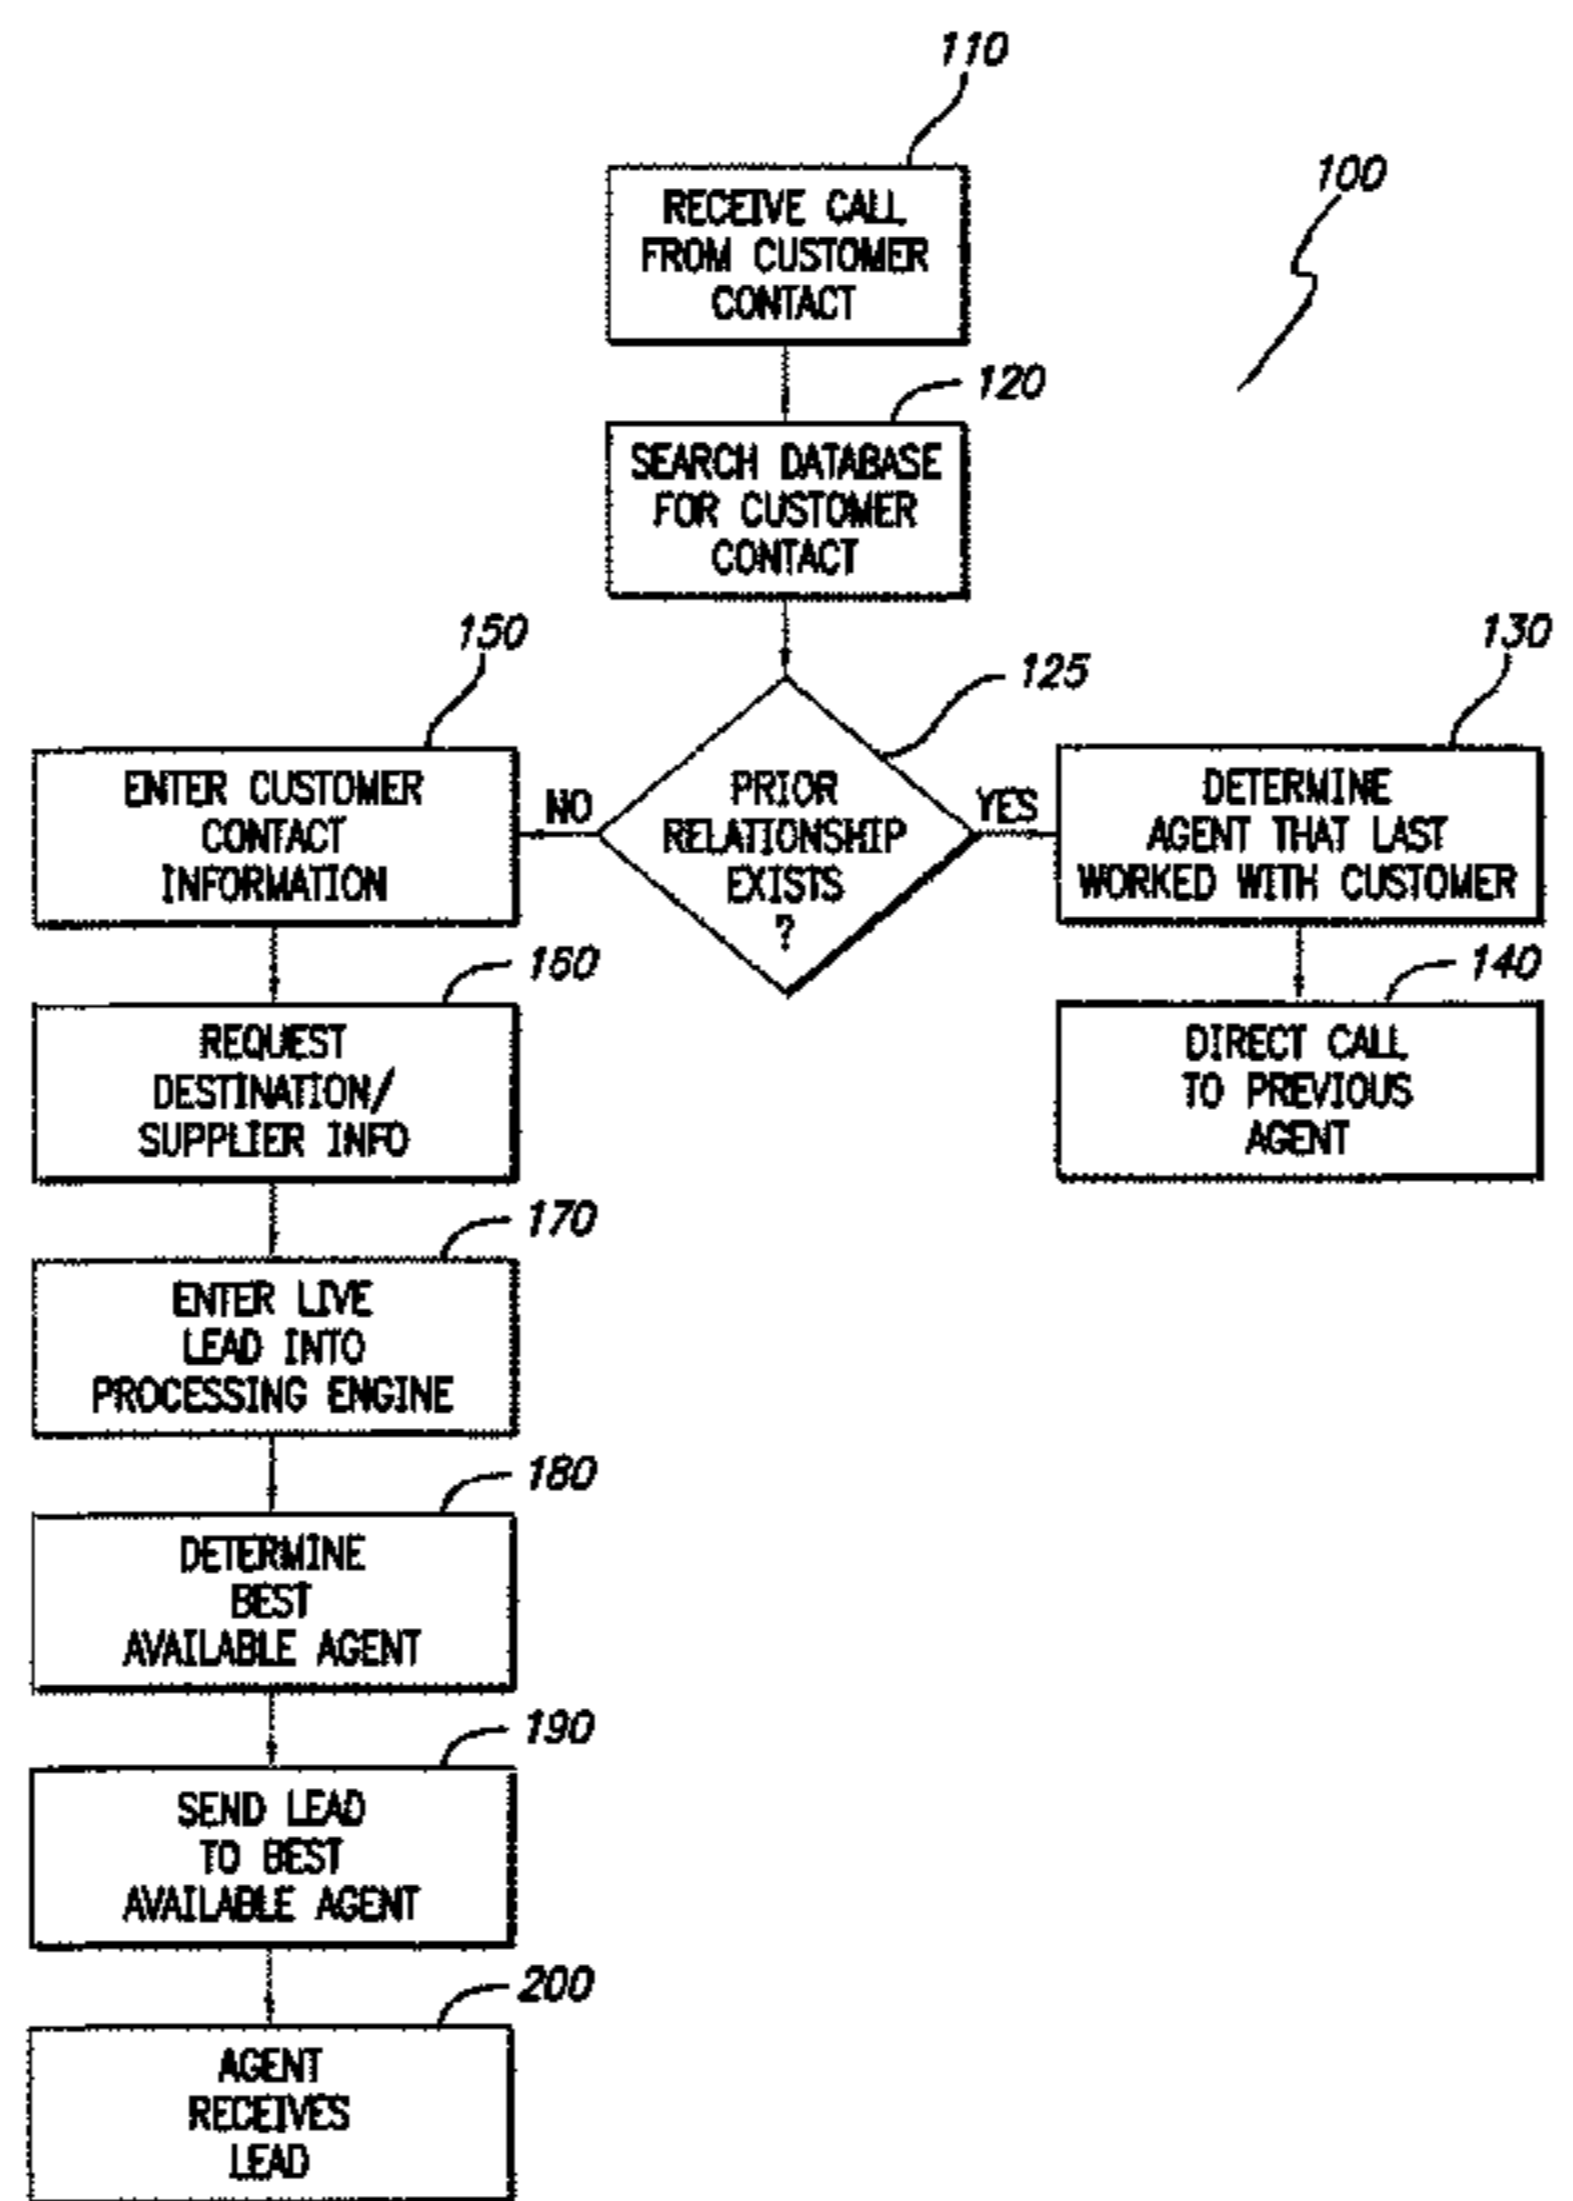 110
100
RECEIVE CALL
FROM CUSTOMER
CONTACT
120
SEARCH DATABASE
FOR CUSTOMER
CONTACT
125
PRIOR
RELATIONSHIP
EXISTS
?
NO
YES
130
DETERMINE
AGENT THAT LAST
WORKED WITH CUSTOMER
140
DIRECT CALL
TO PREVIOUS
AGENT
150
ENTER CUSTOMER
CONTACT
INFORMATION
160
REQUEST
DESTINATION/
SUPPLIER INFO
170
ENTER LIVE
LEAD INTO
PROCESSING ENGINE
180
DETERMINE
BEST
AVAILABLE AGENT
190
SEND LEAD
TO BEST
AVAILABLE AGENT
200
AGENT
RECEIVES
LEAD